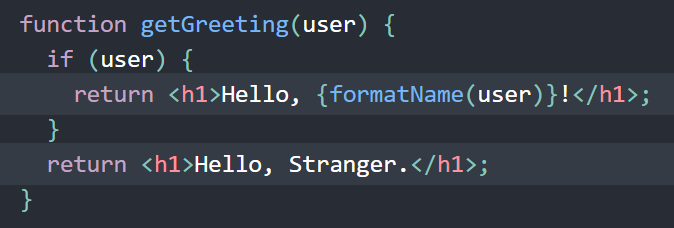 function getGreeting(user) {
  if (user) {
    return <h1>Hello, {formatName(user)}!</h1>;
  }
  return <h1>Hello, Stranger.</h1>;
}